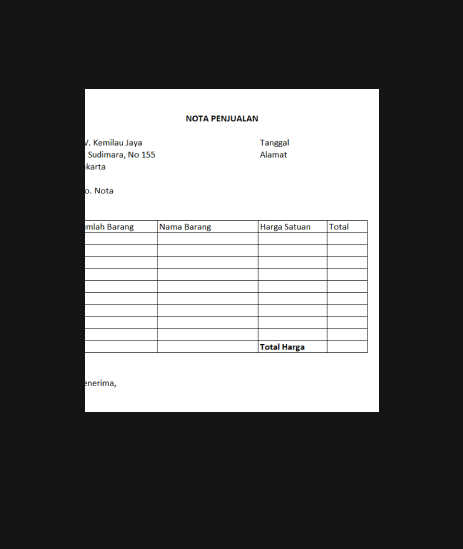 NOTA PENJUALAN
V. Kemilau Jaya Tanggal
Sudimara, No 155 Alamat
karta
o. Nota
mlah Barang Nama Barang Harga Satuan Total
Total Harga
enerima,